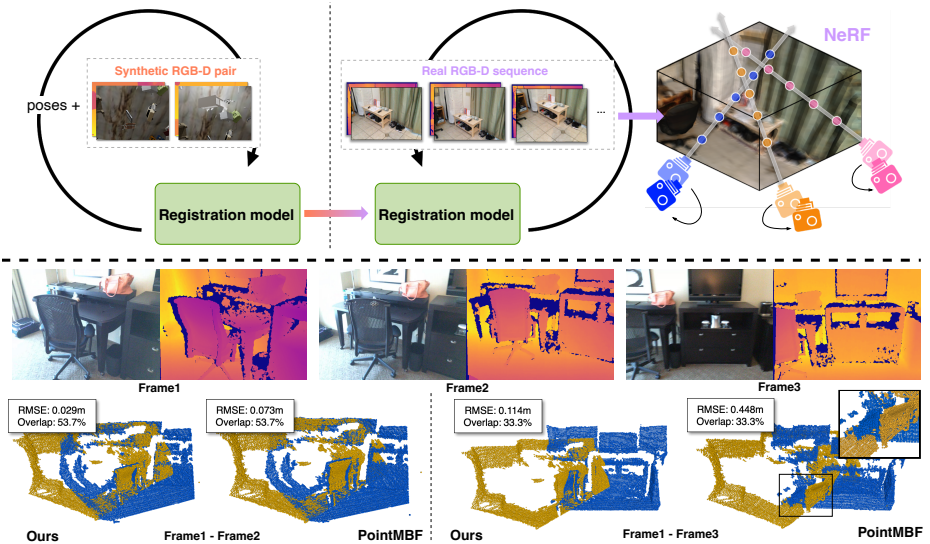 NeRF
Synthetic RGB-D pair
Real RGB-D sequence
poses +
...
Registration model
Registration model
Frame1
Frame2
Frame3
RMSE: 0.029m
Overlap: 53.7%
RMSE: 0.073m
Overlap: 53.7%
RMSE: 0.114m
Overlap: 33.3%
RMSE: 0.448m
Overlap: 33.3%
Ours
Frame1 - Frame2
PointMBF
Ours
Frame1 - Frame3
PointMBF